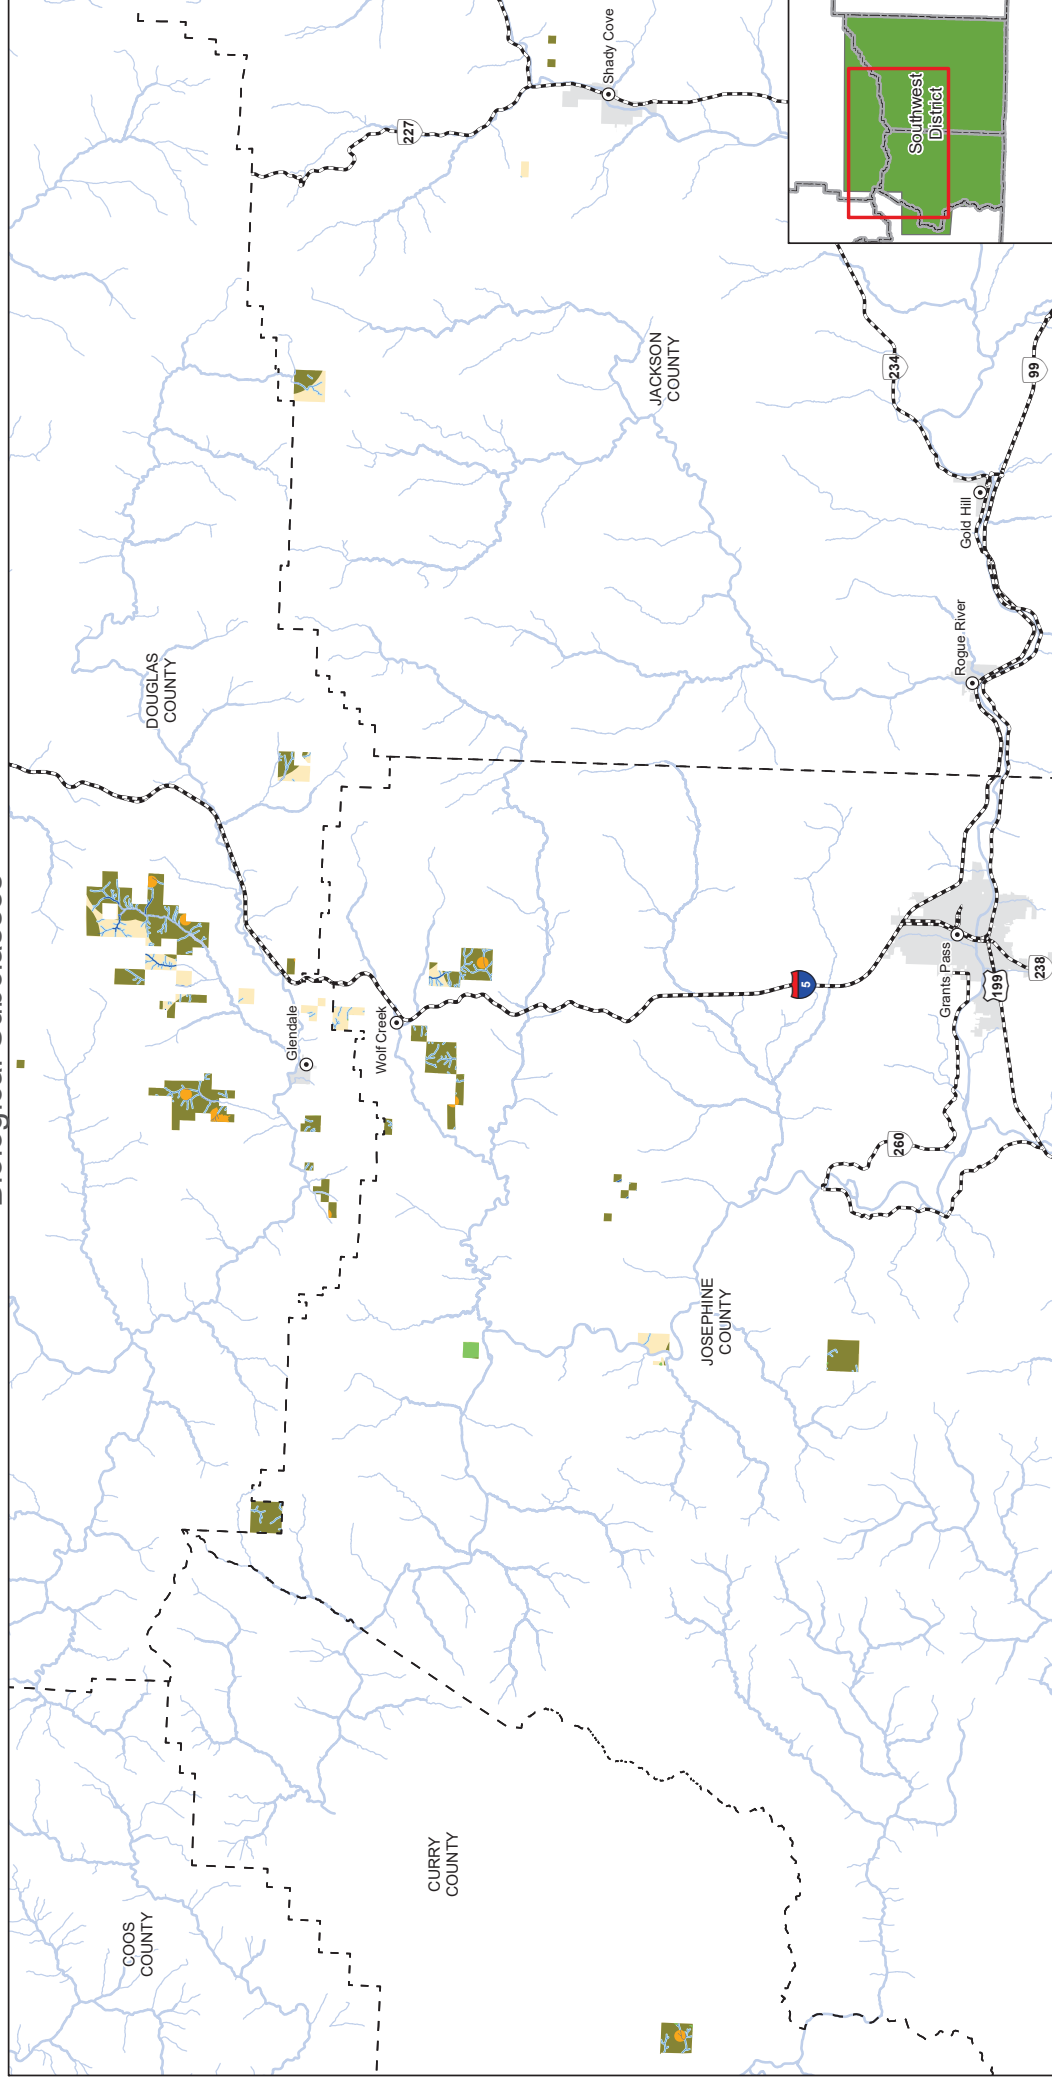 Shady Cove
227
Southwest
District
JACKSON
COUNTY
234
99
Gold Hill
DOUGLAS
COUNTY
Rogue River
Glendale
Wolf Creek
5
Grants Pass
199
238
260
JOSEPHINE
COUNTY
CURRY
COUNTY
COOS
COUNTY